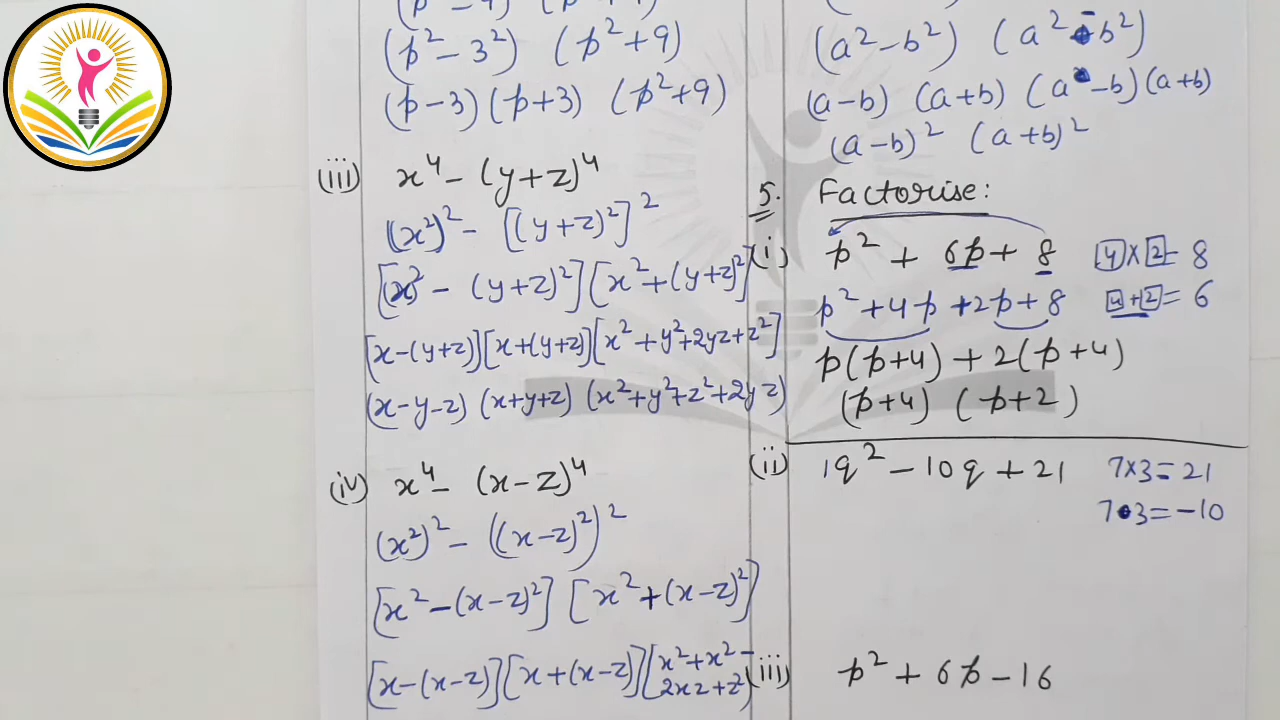 (p² - 3²) (p² + 9)
(p - 3) (p + 3) (p² + 9)
(iii) x⁴ - (y + z)⁴
(x²)² - [(y + z)²]²
[x² - (y + z)²] [x² + (y + z)²]
[x - (y + z)] [x + (y + z)] [x² + y² + 2yz + z²]
(x - y - z) (x + y + z) (x² + y² + z² + 2yz)
(iv) x⁴ - (x - z)⁴
(x²)² - ((x - z)²)²
[x² - (x - z)²] [x² + (x - z)²]
[x - (x - z)] [x + (x - z)] [x² + x² -
2xz + z²)
(a² - b²) (a² - b²)
(a - b) (a + b) (a - b) (a + b)
(a - b)² (a + b)²
5. Factorise:
(i) p² + 6p + 8 4 × 2 = 8
p² + 4p + 2p + 8 4 + 2 = 6
p(p + 4) + 2(p + 4)
(p + 4) (p + 2)
(ii) 1q² - 10q + 21 7 × 3 = 21
7 3 = -10
(iii) p² + 6p - 16